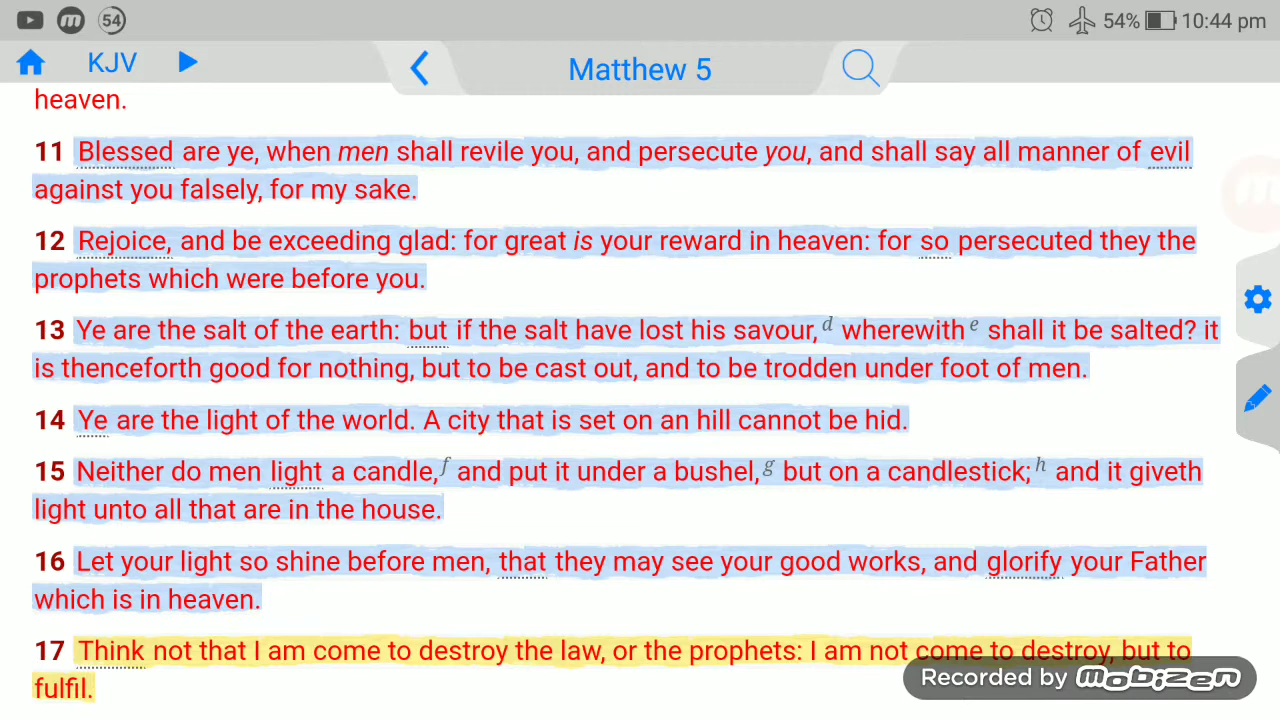 54 54% 10:44 pm
KJV Matthew 5
heaven.
11 Blessed are ye, when men shall revile you, and persecute you, and shall say all manner of evil
against you falsely, for my sake.
12 Rejoice, and be exceeding glad: for great is your reward in heaven: for so persecuted they the
prophets which were before you.
13 Ye are the salt of the earth: but if the salt have lost his savour,d wherewithe shall it be salted? it
is thenceforth good for nothing, but to be cast out, and to be trodden under foot of men.
14 Ye are the light of the world. A city that is set on an hill cannot be hid.
15 Neither do men light a candle,f and put it under a bushel,g but on a candlestick;h and it giveth
light unto all that are in the house.
16 Let your light so shine before men, that they may see your good works, and glorify your Father
which is in heaven.
17 Think not that I am come to destroy the law, or the prophets: I am not come to destroy, but to
fulfil.
Recorded by mobizen